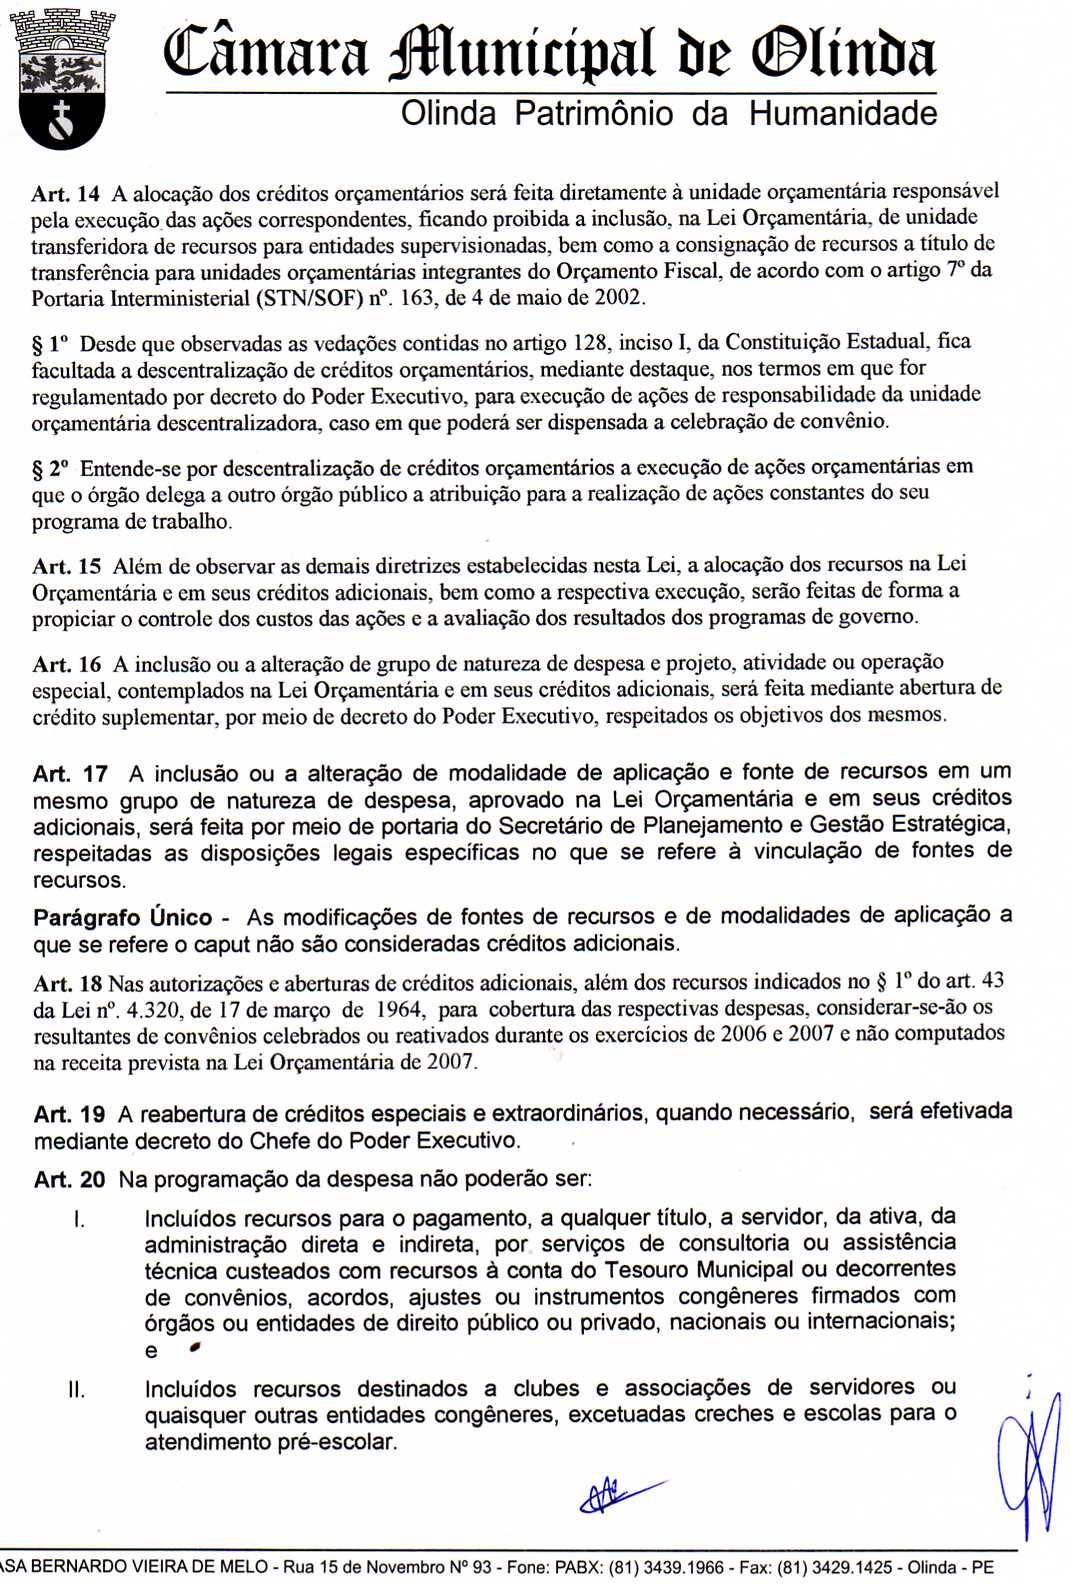 Câmara Municipal de Olinda
Olinda Patrimônio da Humanidade
Art. 14 A alocação dos créditos orçamentários será feita diretamente à unidade orçamentária responsável
pela execução das ações correspondentes, ficando proibida a inclusão, na Lei Orçamentária, de unidade
transferidora de recursos para entidades supervisionadas, bem como a consignação de recursos a título de
transferência para unidades orçamentárias integrantes do Orçamento Fiscal, de acordo com o artigo 7º da
Portaria Interministerial (STN/SOF) nº. 163, de 4 de maio de 2002.
§ 1º Desde que observadas as vedações contidas no artigo 128, inciso I, da Constituição Estadual, fica
facultada a descentralização de créditos orçamentários, mediante destaque, nos termos em que for
regulamentado por decreto do Poder Executivo, para execução de ações de responsabilidade da unidade
orçamentária descentralizadora, caso em que poderá ser dispensada a celebração de convênio.
§ 2º Entende-se por descentralização de créditos orçamentários a execução de ações orçamentárias em
que o órgão delega a outro órgão público a atribuição para a realização de ações constantes do seu
programa de trabalho.
Art. 15 Além de observar as demais diretrizes estabelecidas nesta Lei, a alocação dos recursos na Lei
Orçamentária e em seus créditos adicionais, bem como a respectiva execução, serão feitas de forma a
propiciar o controle dos custos das ações e a avaliação dos resultados dos programas de governo.
Art. 16 A inclusão ou a alteração de grupo de natureza de despesa e projeto, atividade ou operação
especial, contemplados na Lei Orçamentária e em seus créditos adicionais, será feita mediante abertura de
crédito suplementar, por meio de decreto do Poder Executivo, respeitados os objetivos dos mesmos.
Art. 17 A inclusão ou a alteração de modalidade de aplicação e fonte de recursos em um
mesmo grupo de natureza de despesa, aprovado na Lei Orçamentária e em seus créditos
adicionais, será feita por meio de portaria do Secretário de Planejamento e Gestão Estratégica,
respeitadas as disposições legais específicas no que se refere à vinculação de fontes de
recursos.
Parágrafo Único - As modificações de fontes de recursos e de modalidades de aplicação a
que se refere o caput não são consideradas créditos adicionais.
Art. 18 Nas autorizações e aberturas de créditos adicionais, além dos recursos indicados no § 1º do art. 43
da Lei nº. 4.320, de 17 de março de 1964, para cobertura das respectivas despesas, considerar-se-ão os
resultantes de convênios celebrados ou reativados durante os exercícios de 2006 e 2007 e não computados
na receita prevista na Lei Orçamentária de 2007.
Art. 19 A reabertura de créditos especiais e extraordinários, quando necessário, será efetivada
mediante decreto do Chefe do Poder Executivo.
Art. 20 Na programação da despesa não poderão ser:
I. Incluídos recursos para o pagamento, a qualquer título, a servidor, da ativa, da
administração direta e indireta, por serviços de consultoria ou assistência
técnica custeados com recursos à conta do Tesouro Municipal ou decorrentes
de convênios, acordos, ajustes ou instrumentos congêneres firmados com
órgãos ou entidades de direito público ou privado, nacionais ou internacionais;
e
II. Incluídos recursos destinados a clubes e associações de servidores ou
quaisquer outras entidades congêneres, excetuadas creches e escolas para o
atendimento pré-escolar.
ASA BERNARDO VIEIRA DE MELO - Rua 15 de Novembro Nº 93 - Fone: PABX: (81) 3439.1966 - Fax: (81) 3429.1425 - Olinda - PE